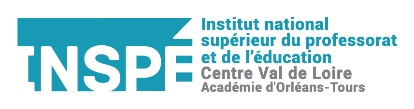 INSPÉ
Institut national
supérieur du professorat
et de l'éducation
Centre Val de Loire
Académie d'Orléans-Tours